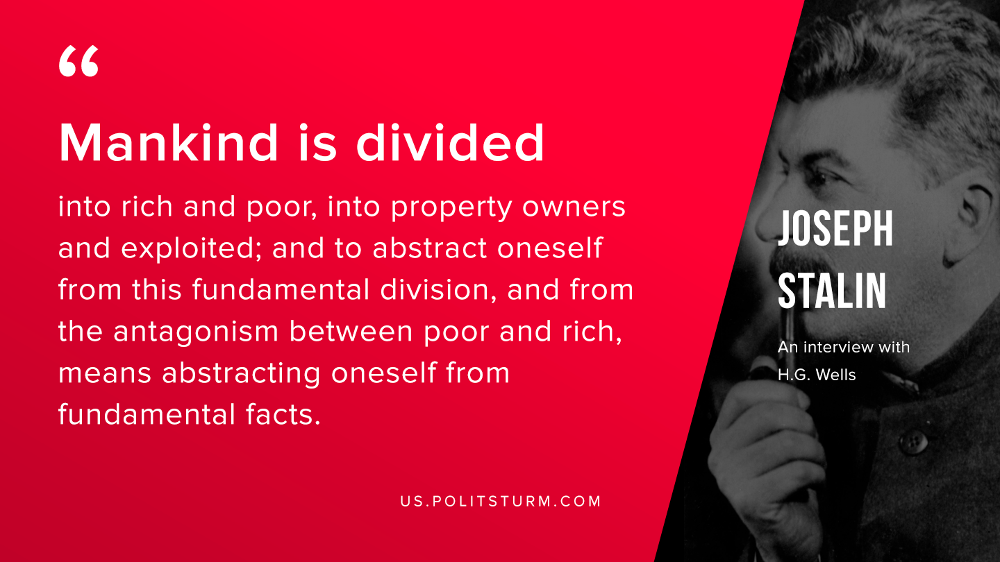 “
Mankind is divided
into rich and poor, into property owners
and exploited; and to abstract oneself
from this fundamental division, and from
the antagonism between poor and rich,
means abstracting oneself from
fundamental facts.
JOSEPH
STALIN
An interview with
H.G. Wells
US.POLITSTURM.COM